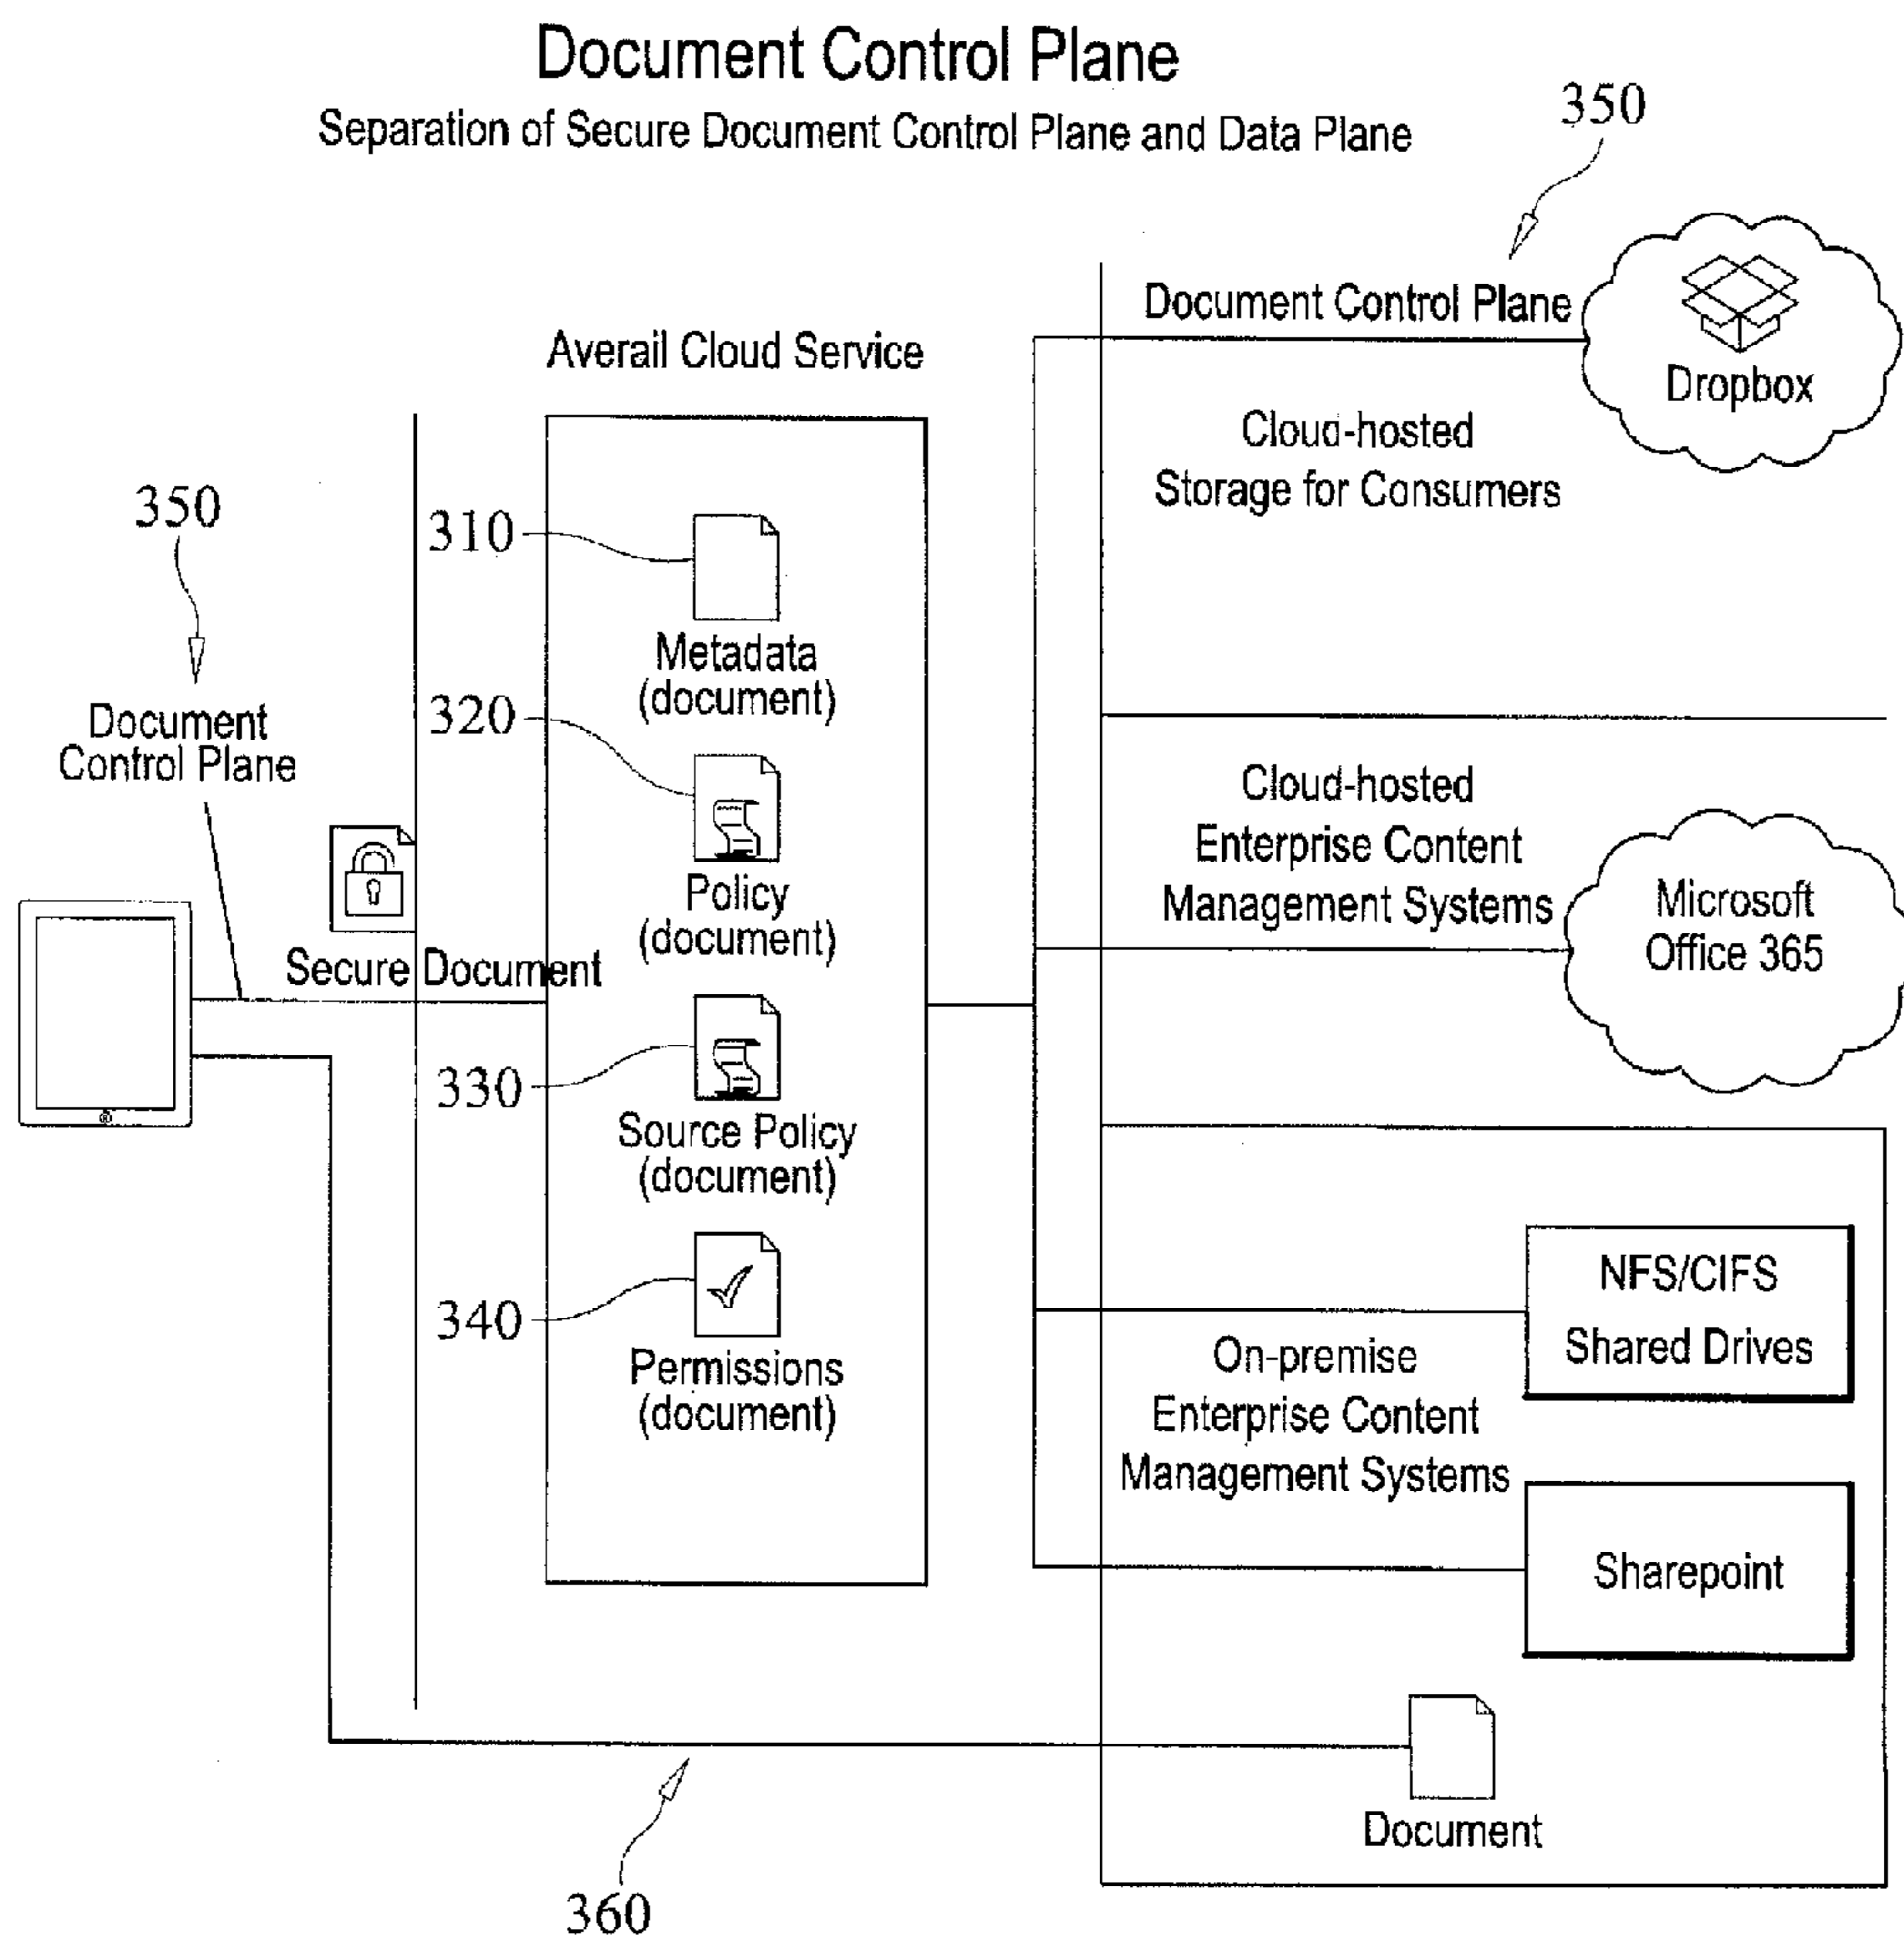 Document Control Plane
Separation of Secure Document Control Plane and Data Plane
350
Document Control Plane
Dropbox
Cloud-hosted
Storage for Consumers
Averail Cloud Service
350
Document
Control Plane
310
Metadata
(document)
320
Policy
(document)
Secure Document
330
Source Policy
(document)
340
Permissions
(document)
Cloud-hosted
Enterprise Content
Management Systems
Microsoft
Office 365
NFS/CIFS
Shared Drives
On-premise
Enterprise Content
Management Systems
Sharepoint
Document
360